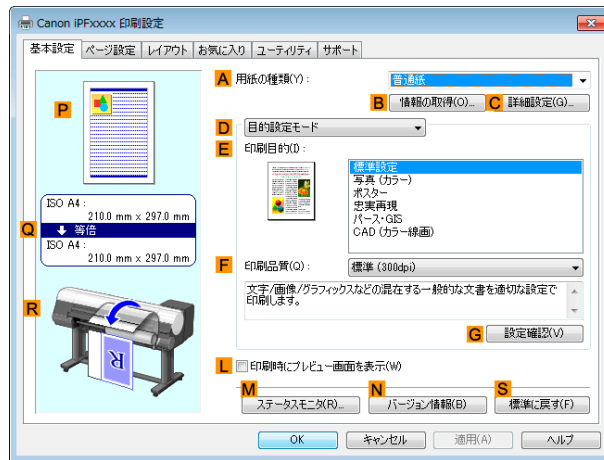 Canon iPFxxxx 印刷設定
基本設定 ページ設定 レイアウト お気に入り ユーティリティ サポート
A 用紙の種類(Y): 普通紙
B 情報の取得(O)... C 詳細設定(G)...
P
D 目的設定モード
E 印刷目的(I):
標準設定
写真 (カラー)
ポスター
忠実再現
パース・GIS
CAD (カラー線画)
ISO A4 :
210.0 mm x 297.0 mm
Q 等倍
ISO A4 :
210.0 mm x 297.0 mm
F 印刷品質(Q): 標準 (300dpi)
文字/画像/グラフィックスなどの混在する一般的な文書を適切な設定で
印刷します。
R
R
G 設定確認(V)
L 印刷時にプレビュー画面を表示(W)
M N S
ステータスモニタ(R)... バージョン情報(B) 標準に戻す(F)
OK キャンセル 適用(A) ヘルプ